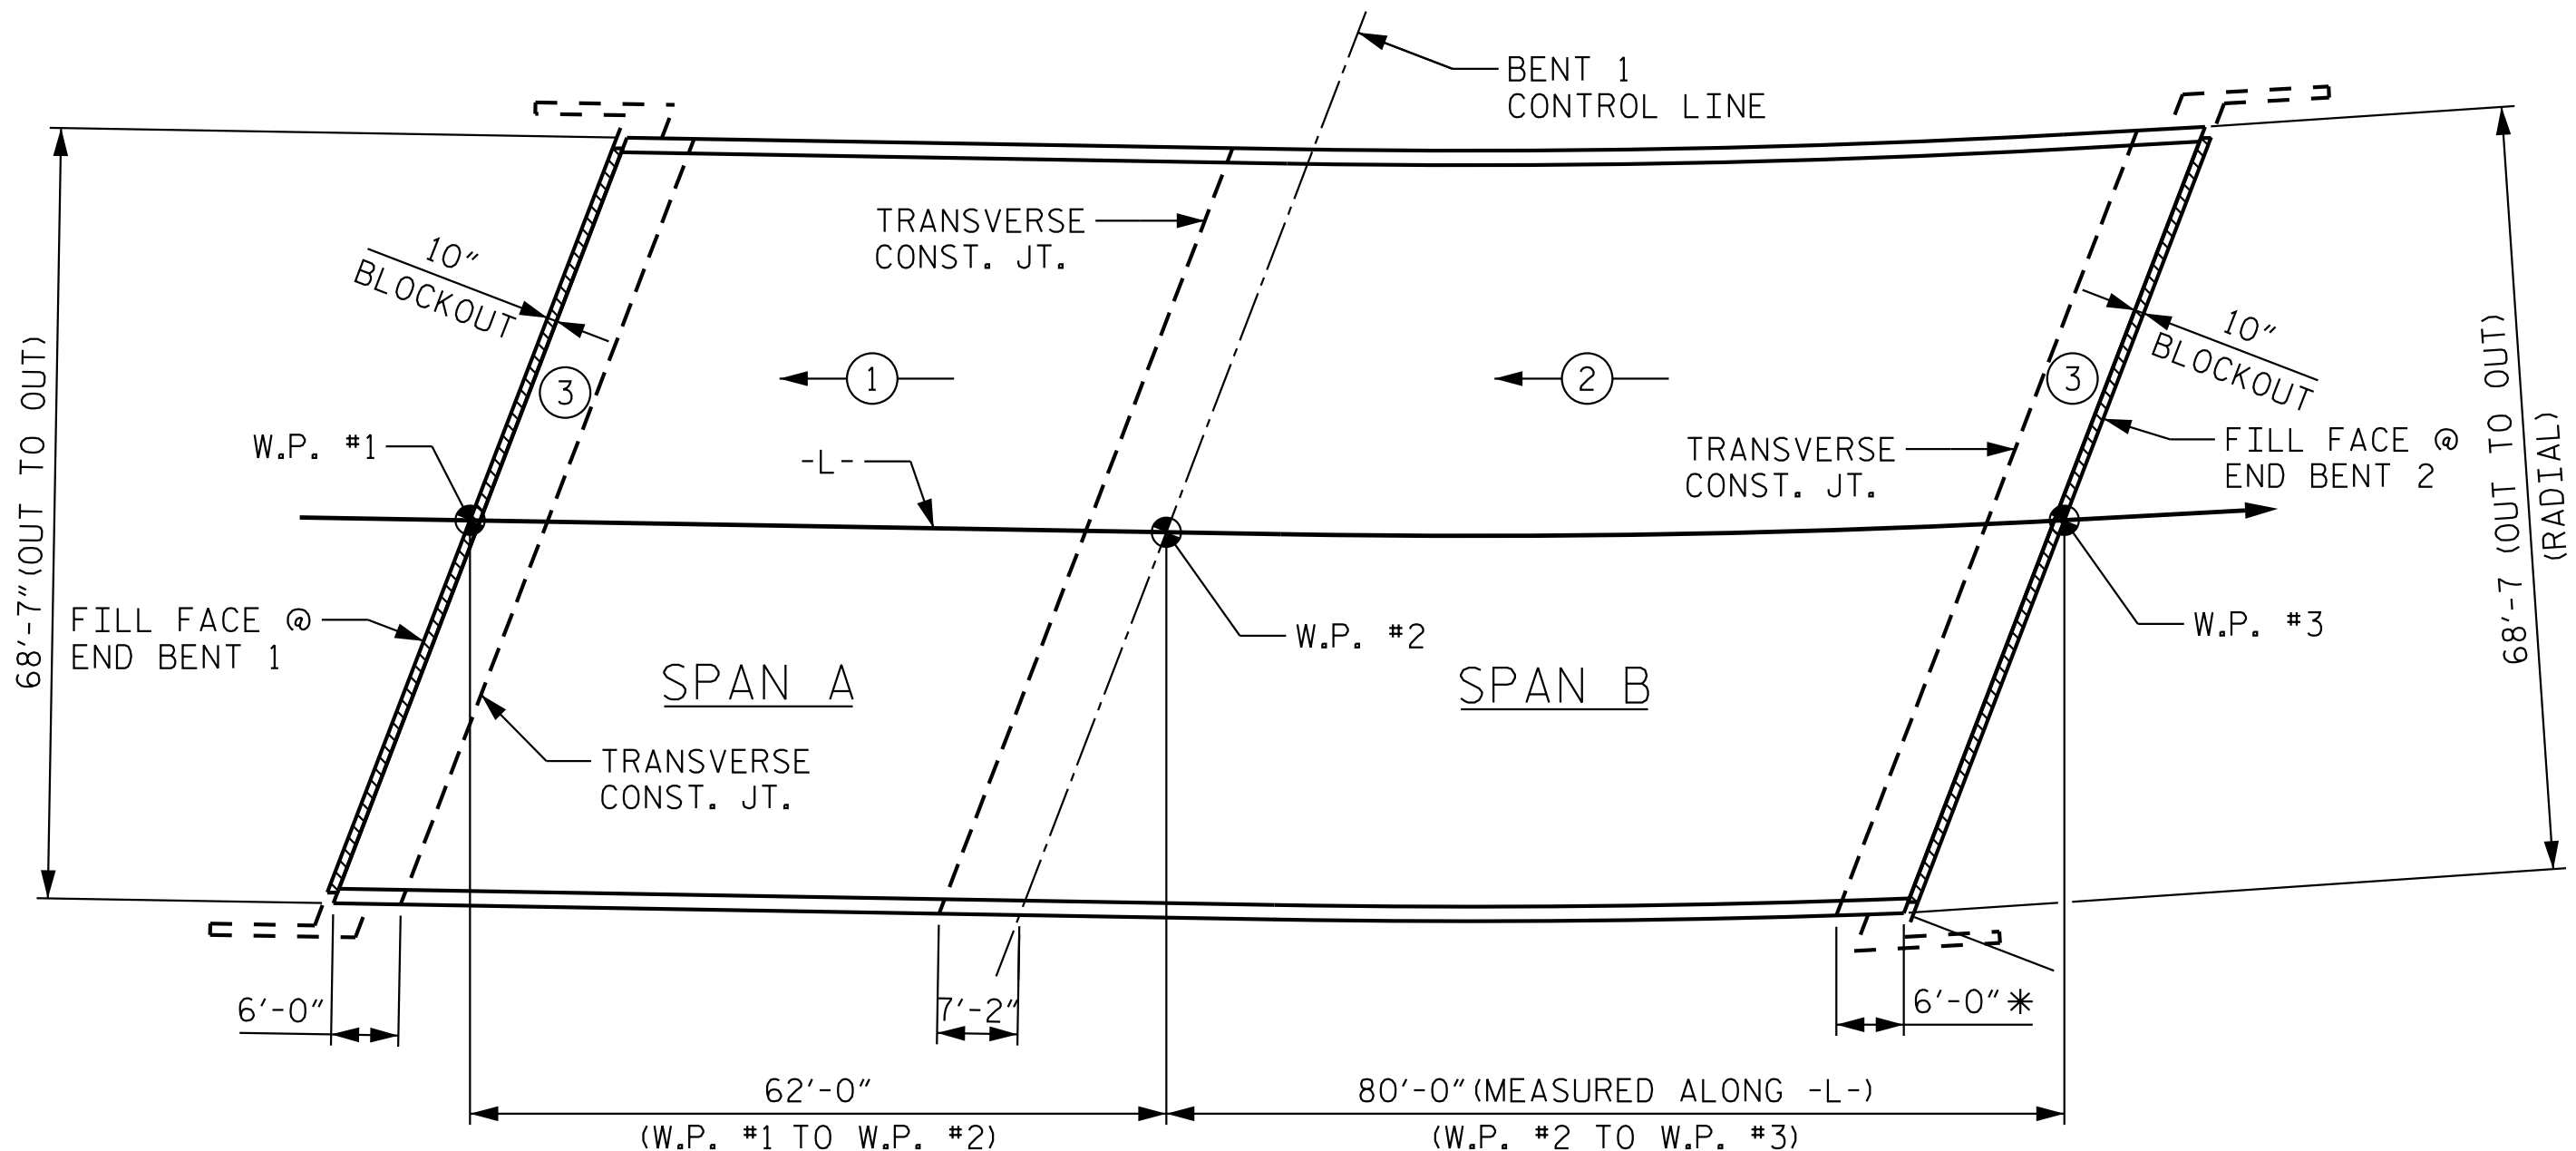 BENT 1
CONTROL LINE
TRANSVERSE
CONST. JT.
10"
BLOCKOUT
10"
BLOCKOUT
68'-7"(OUT TO OUT)
68'-7 (OUT TO OUT)
(RADIAL)
3
1
2
3
W.P. #1
-L-
TRANSVERSE
CONST. JT.
FILL FACE @
END BENT 2
FILL FACE @
END BENT 1
W.P. #2
W.P. #3
SPAN A
SPAN B
TRANSVERSE
CONST. JT.
6'-0"
7'-2"
6'-0"*
62'-0"
(W.P. #1 TO W.P. #2)
80'-0"(MEASURED ALONG -L-)
(W.P. #2 TO W.P. #3)